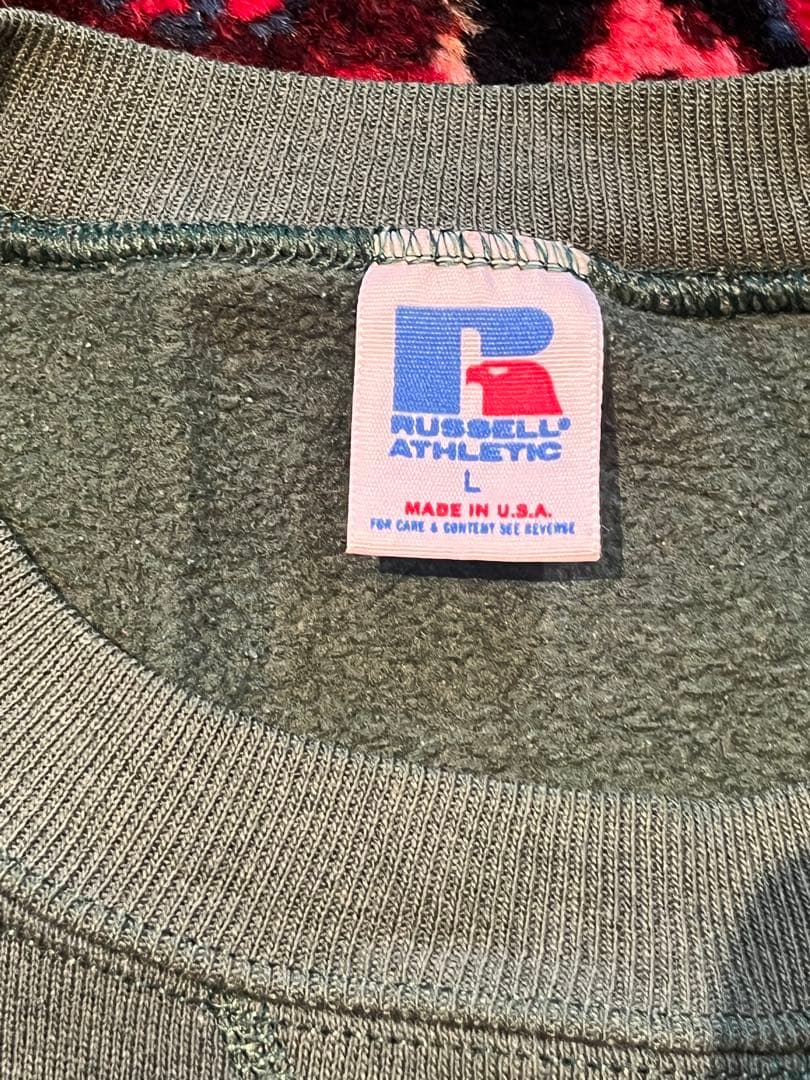 RUSSELL®
ATHLETIC
L
MADE IN U.S.A.
FOR CARE & CONTENT SEE REVERSE